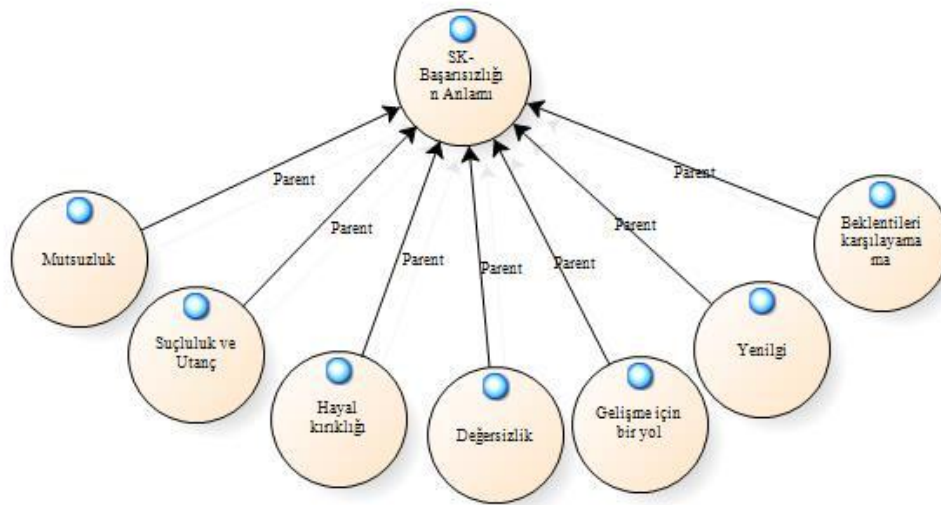 SK-
Başarısızlığı
n Anlamı
Parent
Parent
Parent
Parent
Parent
Parent
Parent
Mutsuzluk
Suçluluk ve
Utanç
Hayal
kırıklığı
Değersizlik
Gelişme için
bir yol
Yenilgi
Beklentileri
karşılayama
ma